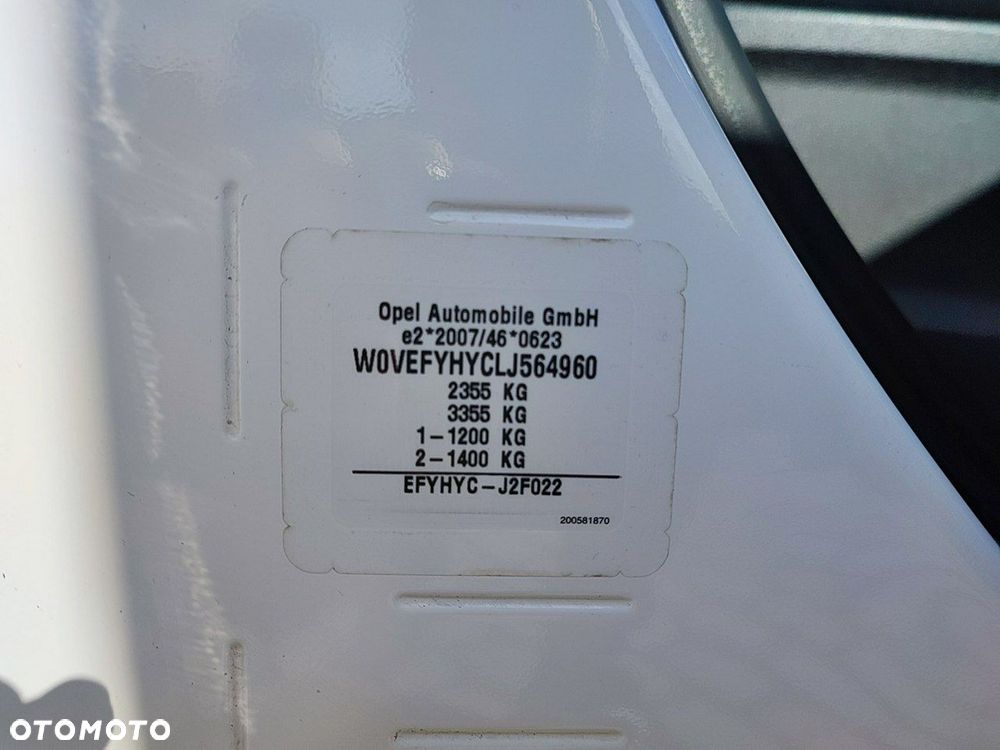 Opel Automobile GmbH
e2*2007/46*0623
W0VEFYHYCLJ564960
2355 KG
3355 KG
1-1200 KG
2-1400 KG
EFYHYC-J2F022
200581870
OTOMOTO